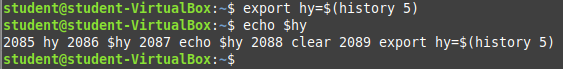 student@student-VirtualBox:~$ export hy=$(history 5)
student@student-VirtualBox:~$ echo $hy
2085 hy 2086 $hy 2087 echo $hy 2088 clear 2089 export hy=$(history 5)
student@student-VirtualBox:~$